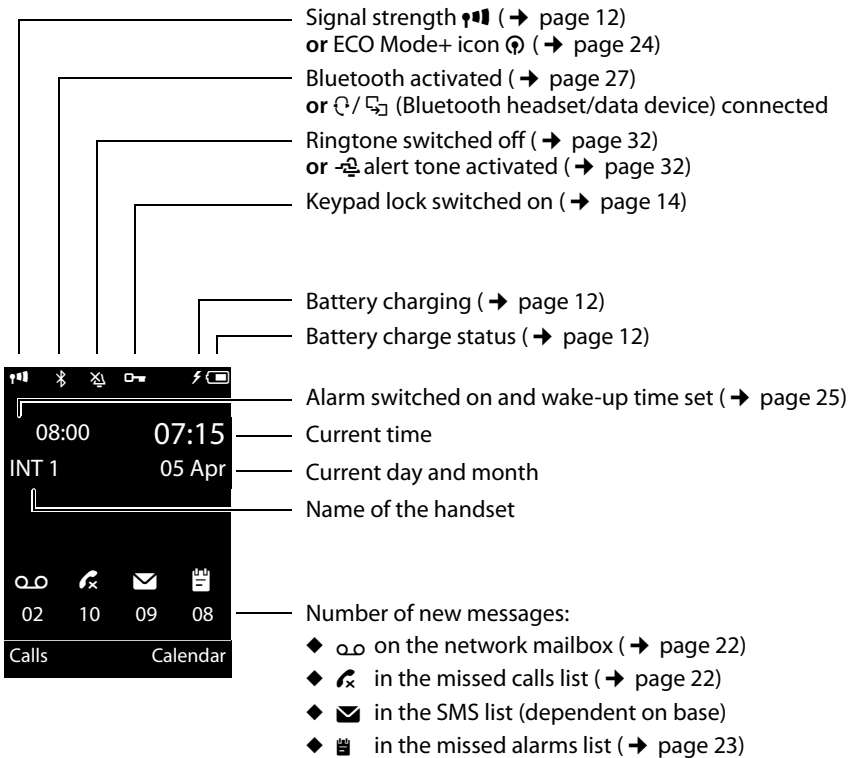 Signal strength (➔ page 12)
or ECO Mode+ icon (➔ page 24)
Bluetooth activated (➔ page 27)
or / (Bluetooth headset/data device) connected
Ringtone switched off (➔ page 32)
or alert tone activated (➔ page 32)
Keypad lock switched on (➔ page 14)
Battery charging (➔ page 12)
Battery charge status (➔ page 12)
Alarm switched on and wake-up time set (➔ page 25)
08:00 07:15
Current time
INT 1 05 Apr
Current day and month
Name of the handset
02 10 09 08
Number of new messages:
Calls Calendar
◆ on the network mailbox (➔ page 22)
◆ in the missed calls list (➔ page 22)
◆ in the SMS list (dependent on base)
◆ in the missed alarms list (➔ page 23)